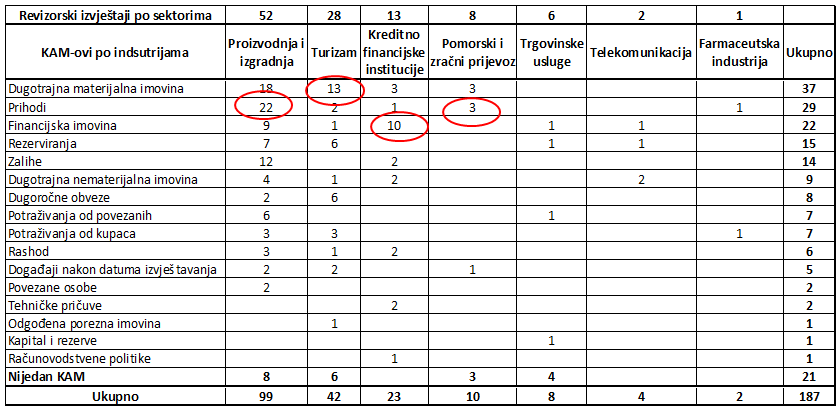 Revizorski izvještaji po sektorima 52 28 13 8 6 2 1
KAM-ovi po indsutrijama Proizvodnja i izgradnja Turizam Kreditno financijske institucije Pomorski i zračni prijevoz Trgovinske usluge Telekomunikacija Farmaceutska industrija Ukupno
Dugotrajna materijalna imovina 18 13 3 3 37
Prihodi 22 2 1 3 1 29
Financijska imovina 9 1 10 1 1 22
Rezerviranja 7 6 1 1 15
Zalihe 12 2 14
Dugotrajna nematerijalna imovina 4 1 2 2 9
Dugoročne obveze 2 6 8
Potraživanja od povezanih 6 1 7
Potraživanja od kupaca 3 3 1 7
Rashod 3 1 2 6
Događaji nakon datuma izvještavanja 2 2 1 5
Povezane osobe 2 2
Tehničke pričuve 2 2
Odgođena porezna imovina 1 1
Kapital i rezerve 1 1
Računovodstvene politike 1 1
Nijedan KAM 8 6 3 4 21
Ukupno 99 42 23 10 8 4 2 187